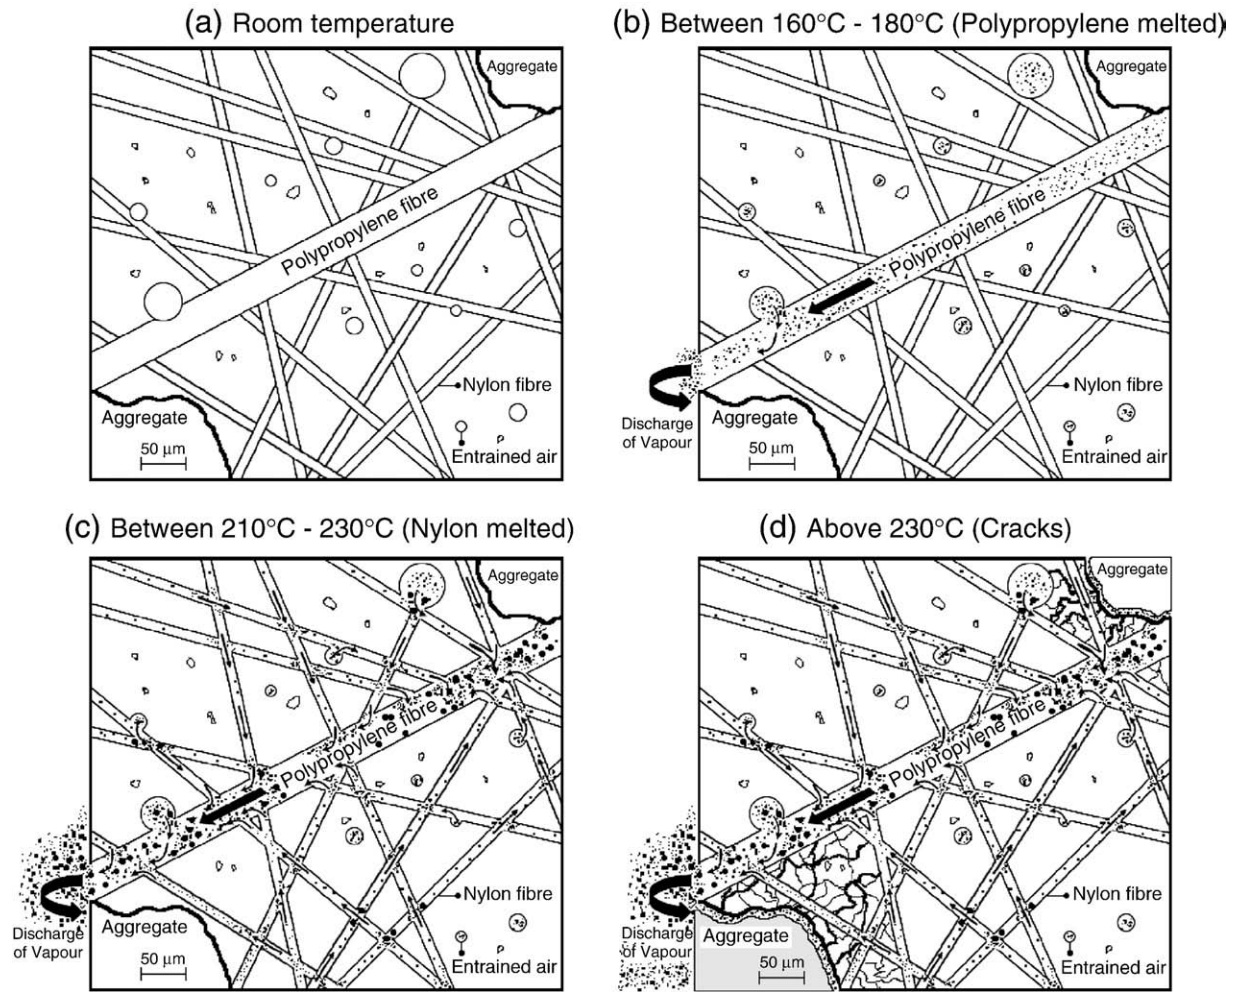 (a) Room temperature
Aggregate
Polypropylene fibre
Nylon fibre
Aggregate
50 μm
Entrained air
(b) Between 160°C - 180°C (Polypropylene melted)
Aggregate
Polypropylene fibre
Nylon fibre
Discharge
of Vapour
Aggregate
50 μm
Entrained air
(c) Between 210°C - 230°C (Nylon melted)
Aggregate
Polypropylene fibre
Nylon fibre
Discharge
of Vapour
Aggregate
50 μm
Entrained air
(d) Above 230°C (Cracks)
Aggregate
Polypropylene fibre
Nylon fibre
Discharge
of Vapour
Aggregate
50 μm
Entrained air